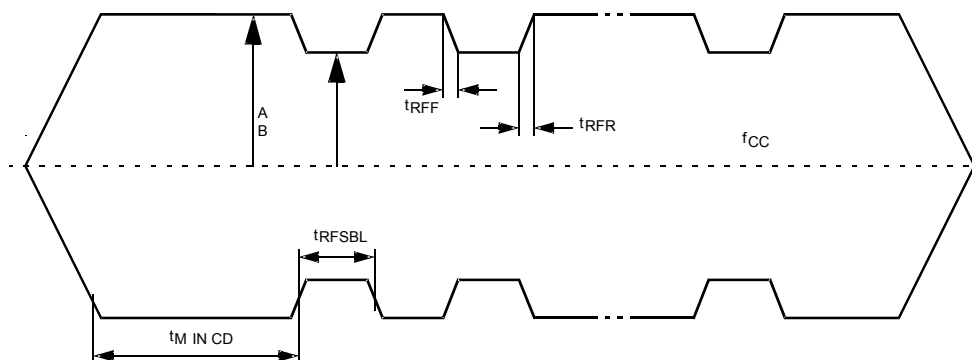 A
B
tRFF
tRFR
fCC
tRFSBL
tM IN CD